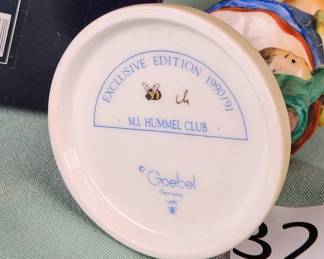 EXCLUSIVE EDITION 1990/91
M.I. HUMMEL CLUB
© Goebel
Germany
32